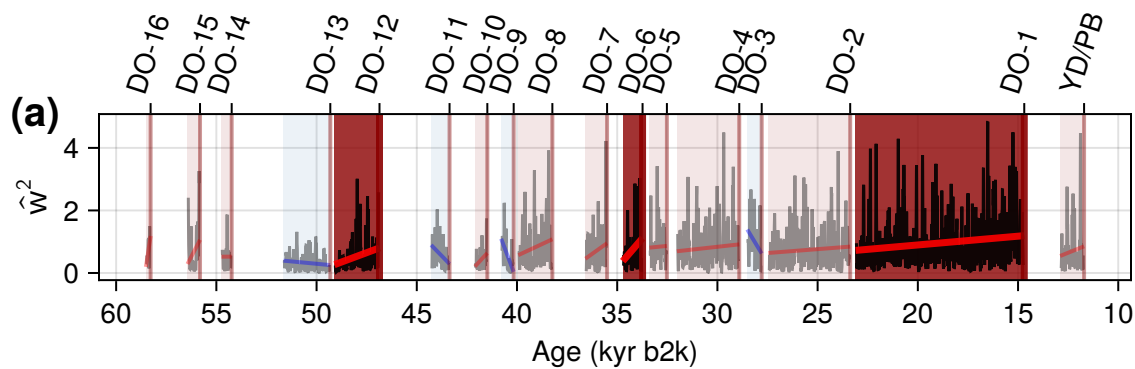 DO-16
DO-15
DO-14
DO-13
DO-12
DO-11
DO-10
DO-9
DO-8
DO-7
DO-6
DO-5
DO-4
DO-3
DO-2
DO-1
YD/PB
(a)
4
2
0
ŵ²
60 55 50 45 40 35 30 25 20 15 10
Age (kyr b2k)